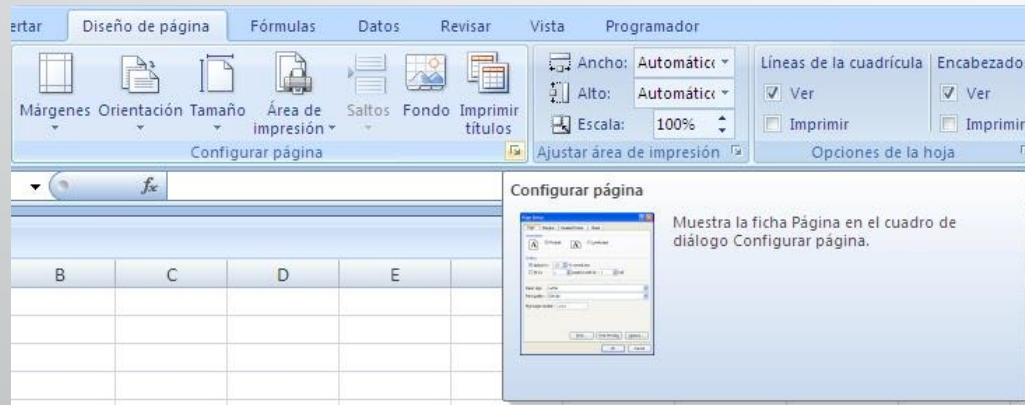 ertar Diseño de página Fórmulas Datos Revisar Vista Programador
Márgenes Orientación Tamaño Área de impresión Saltos Fondo Imprimir títulos
Configurar página
Ancho: Automátic
Alto: Automátic
Escala: 100%
Ajustar área de impresión
Líneas de la cuadrícula
Ver
Imprimir
Encabezado
Ver
Imprimir
Opciones de la hoja
fx
Configurar página
Muestra la ficha Página en el cuadro de
diálogo Configurar página.
B C D E